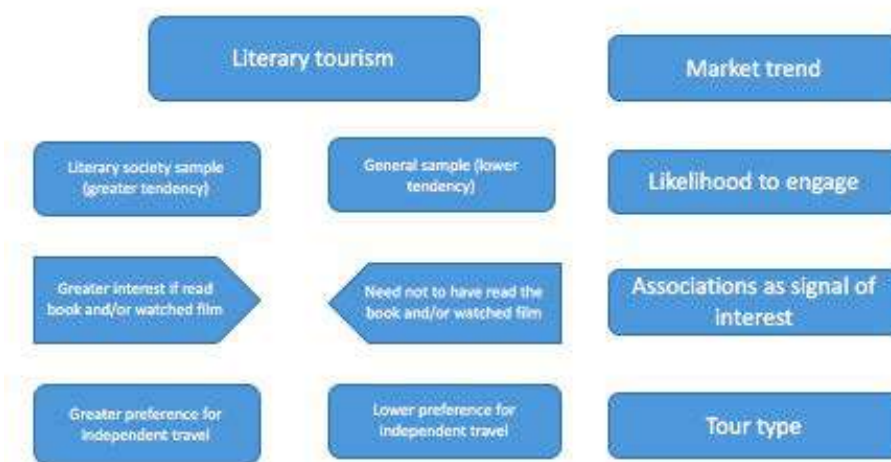 Literary tourism
Market trend
Literary society sample
(greater tendency)
General sample (lower
tendency)
Likelihood to engage
Greater interest if read
book and/or watched film
Need not to have read the
book and/or watched film
Associations as signal of
interest
Greater preference for
independent travel
Lower preference for
independent travel
Tour type